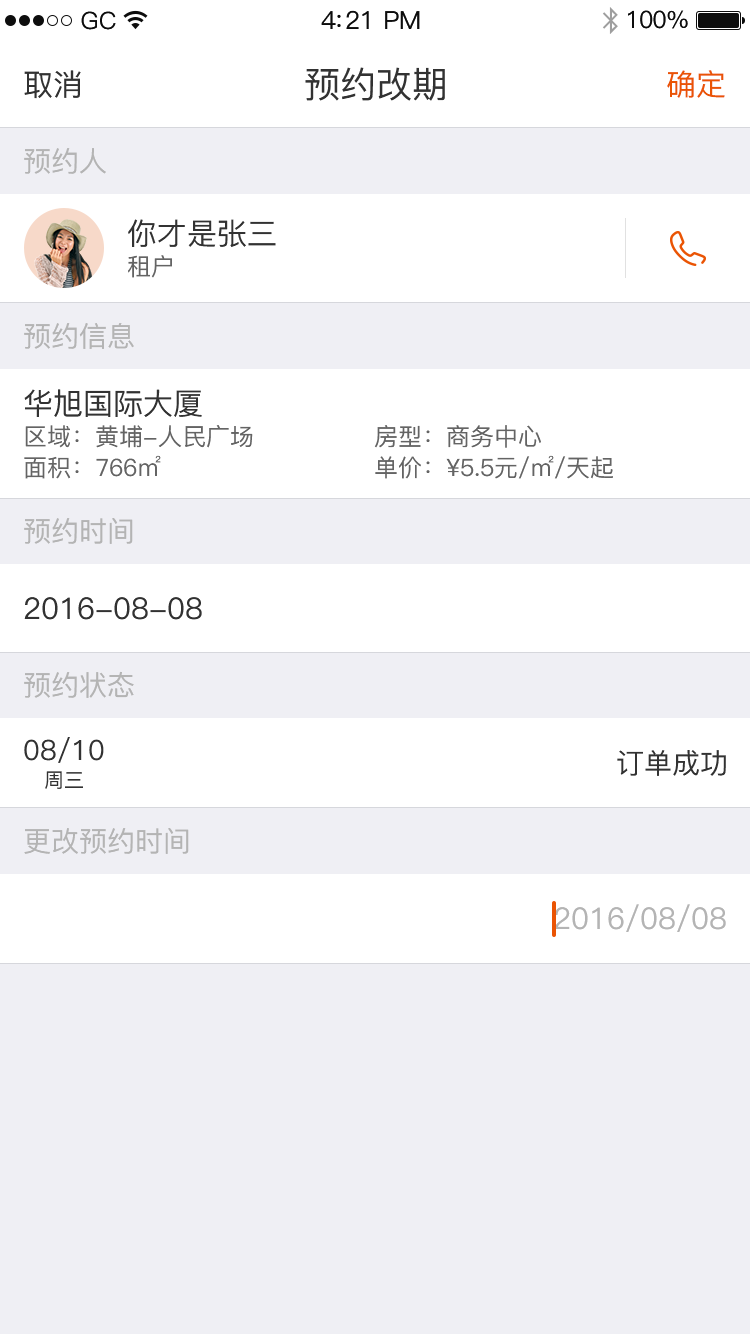 GC 4:21 PM 100%
取消 预约改期 确定
预约人
你才是张三
租户
预约信息
华旭国际大厦
区域：黄埔-人民广场 房型：商务中心
面积：766㎡ 单价：¥5.5元/㎡/天起
预约时间
2016-08-08
预约状态
08/10
周三
订单成功
更改预约时间
2016/08/08